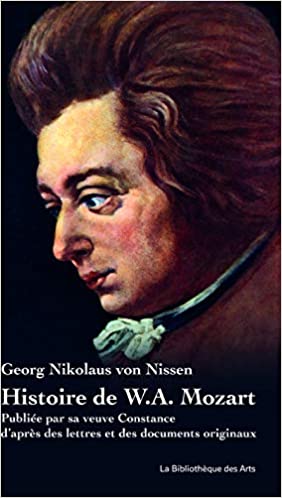 Georg Nikolaus von Nissen
Histoire de W.A. Mozart
Publiée par sa veuve Constance
d'après des lettres et des documents originaux
La Bibliothèque des Arts